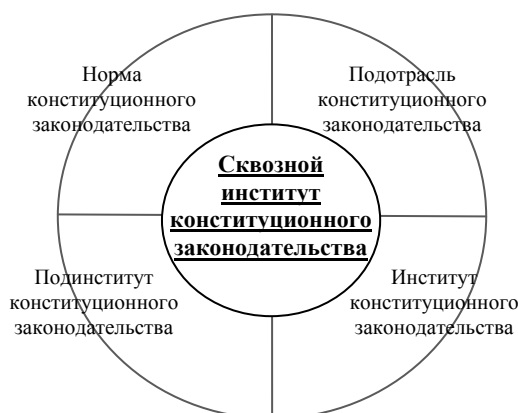 Норма
конституционного
законодательства
Подотрасль
конституционного
законодательства
Сквозной
институт
конституционного
законодательства
Подинститут
конституционного
законодательства
Институт
конституционного
законодательства